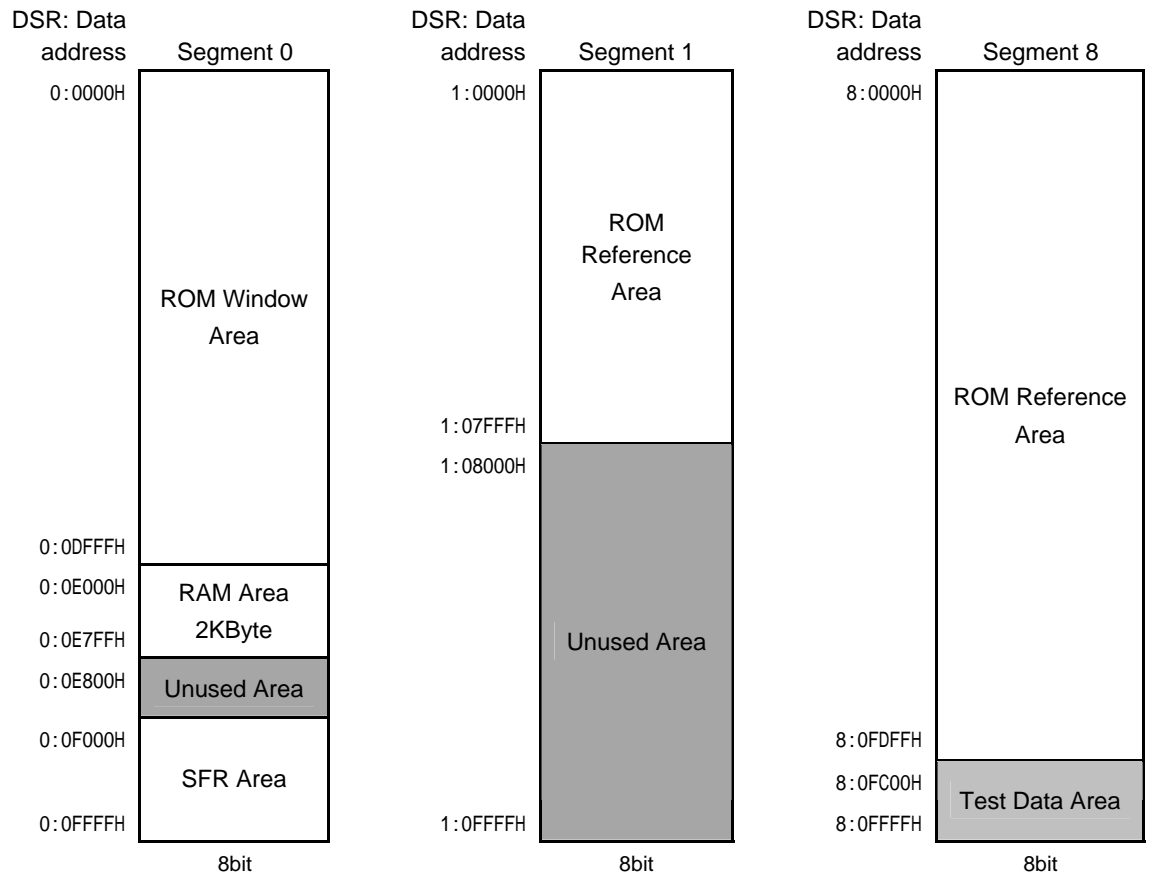 DSR: Data
address
Segment 0
0:0000H
ROM Window
Area
0:0DFFFH
0:0E000H
RAM Area
2KByte
0:0E7FFH
0:0E800H
Unused Area
0:0F000H
SFR Area
0:0FFFFH
8bit
DSR: Data
address
Segment 1
1:0000H
ROM
Reference
Area
1:07FFFH
1:08000H
Unused Area
1:0FFFFH
8bit
DSR: Data
address
Segment 8
8:0000H
ROM Reference
Area
8:0FDFFH
8:0FC00H
Test Data Area
8:0FFFFH
8bit